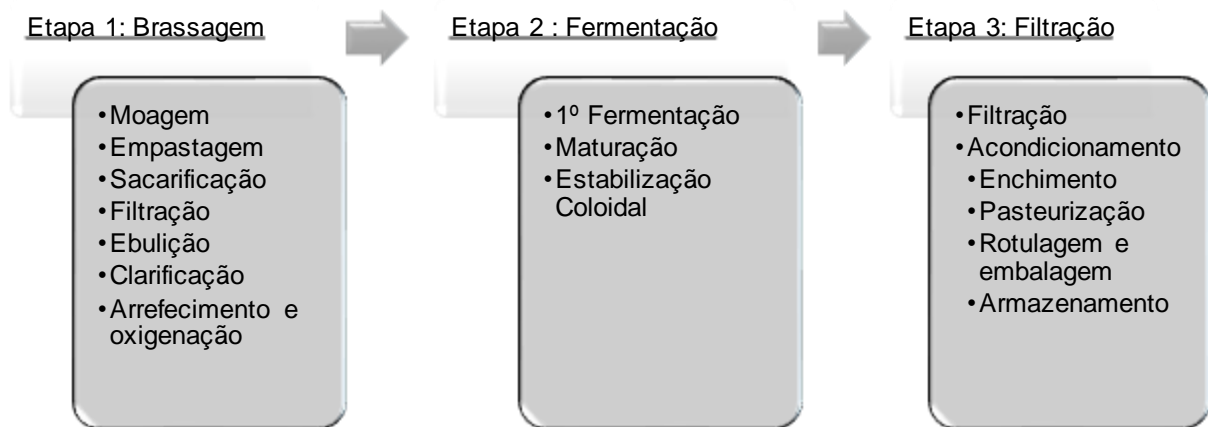 Etapa 1: Brassagem
•Moagem
•Empastagem
•Sacarificação
•Filtração
•Ebulição
•Clarificação
•Arrefecimento e
oxigenação
Etapa 2 : Fermentação
•1º Fermentação
•Maturação
•Estabilização
Coloidal
Etapa 3: Filtração
•Filtração
•Acondicionamento
•Enchimento
•Pasteurização
•Rotulagem e
embalagem
•Armazenamento